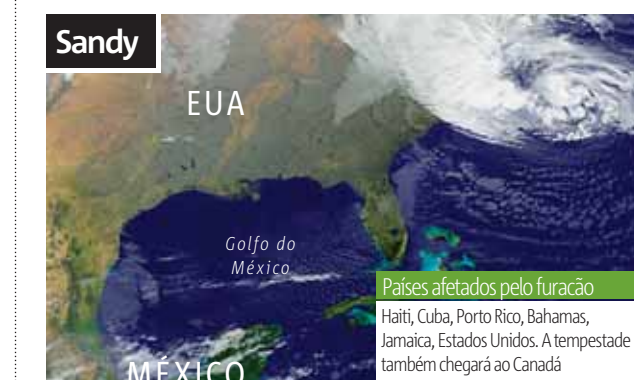 Sandy
EUA
Golfo do
México
Países afetados pelo furacão
Haiti, Cuba, Porto Rico, Bahamas,
Jamaica, Estados Unidos. A tempestade
também chegará ao Canadá
MÉXICO